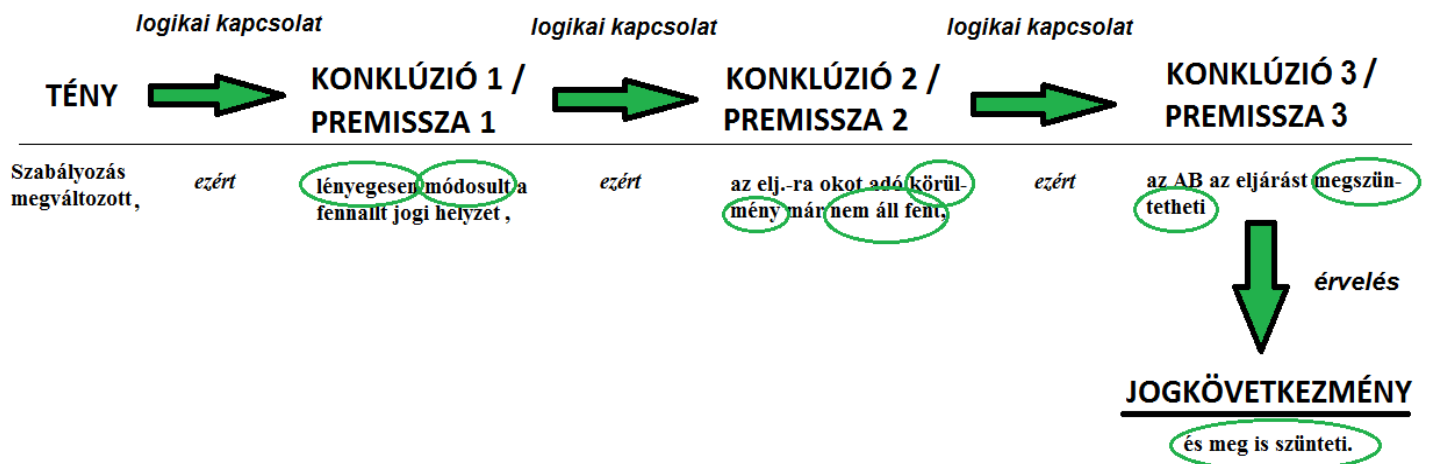 logikai kapcsolat
logikai kapcsolat
logikai kapcsolat
TÉNY
KONKLÚZIÓ 1 /
PREMISSZA 1
KONKLÚZIÓ 2 /
PREMISSZA 2
KONKLÚZIÓ 3 /
PREMISSZA 3
Szabályozás
megváltozott,
ezért
lényegesen módosult a
fennállt jogi helyzet ,
ezért
az elj.-ra okot adó körül-
mény már nem áll fent,
ezért
az AB az eljárást megszün-
tetheti
érvelés
JOGKÖVETKEZMÉNY
és meg is szünteti.